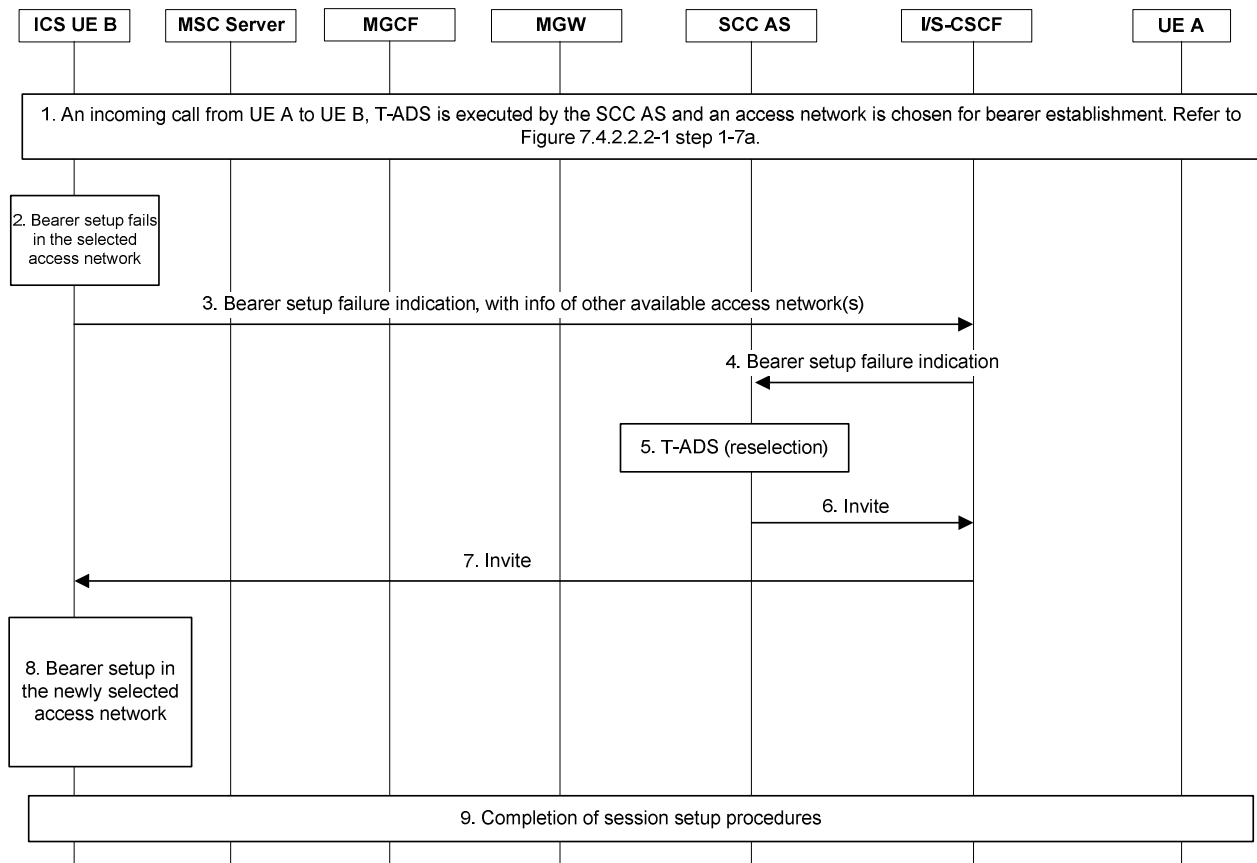 ICS UE B
MSC Server
MGCF
MGW
SCC AS
I/S-CSCF
UE A
1. An incoming call from UE A to UE B, T-ADS is executed by the SCC AS and an access network is chosen for bearer establishment. Refer to
Figure 7.4.2.2.2-1 step 1-7a.
2. Bearer setup fails
in the selected
access network
3. Bearer setup failure indication, with info of other available access network(s)
4. Bearer setup failure indication
5. T-ADS (reselection)
6. Invite
7. Invite
8. Bearer setup in
the newly selected
access network
9. Completion of session setup procedures